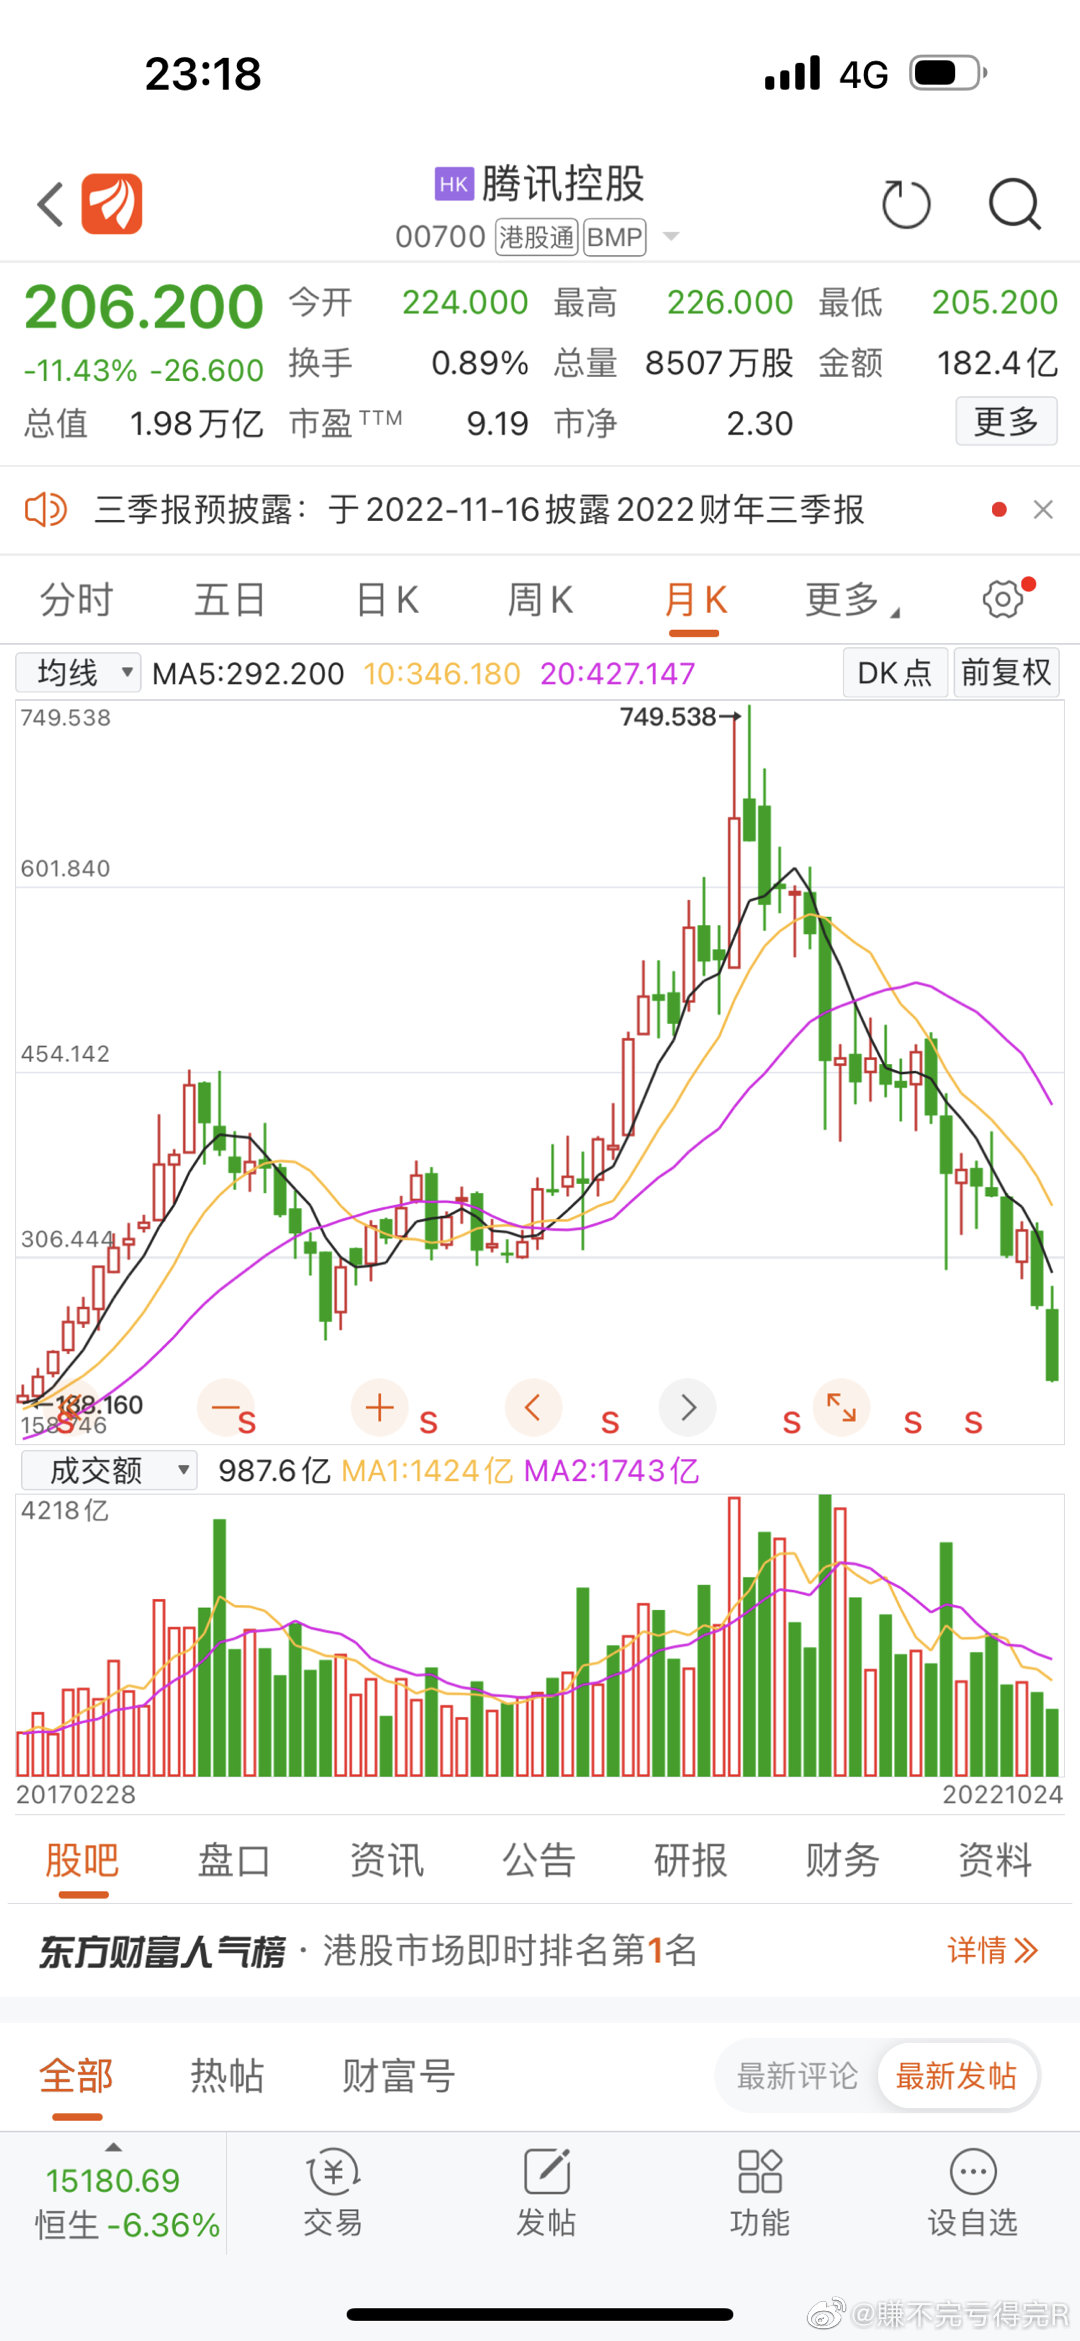 23:18 4G
HK 腾讯控股
00700 港股通 BMP
206.200 今开 224.000 最高 226.000 最低 205.200
-11.43% -26.600 换手 0.89% 总量 8507万股 金额 182.4亿
总值 1.98万亿 市盈TTM 9.19 市净 2.30 更多
三季报预披露：于2022-11-16披露2022财年三季报
分时 五日 日K 周K 月K 更多
均线 MA5:292.200 10:346.180 20:427.147 DK点 前复权
749.538 749.538
601.840
454.142
306.444
188.160
158.746
S S S S S S S
成交额 987.6亿 MA1:1424亿 MA2:1743亿
4218亿
20170228 20221024
股吧 盘口 资讯 公告 研报 财务 资料
东方财富人气榜 · 港股市场即时排名第1名 详情
全部 热帖 财富号 最新评论 最新发帖
15180.69
恒生 -6.36% 交易 发帖 功能 设自选
@賺不完亏得完R